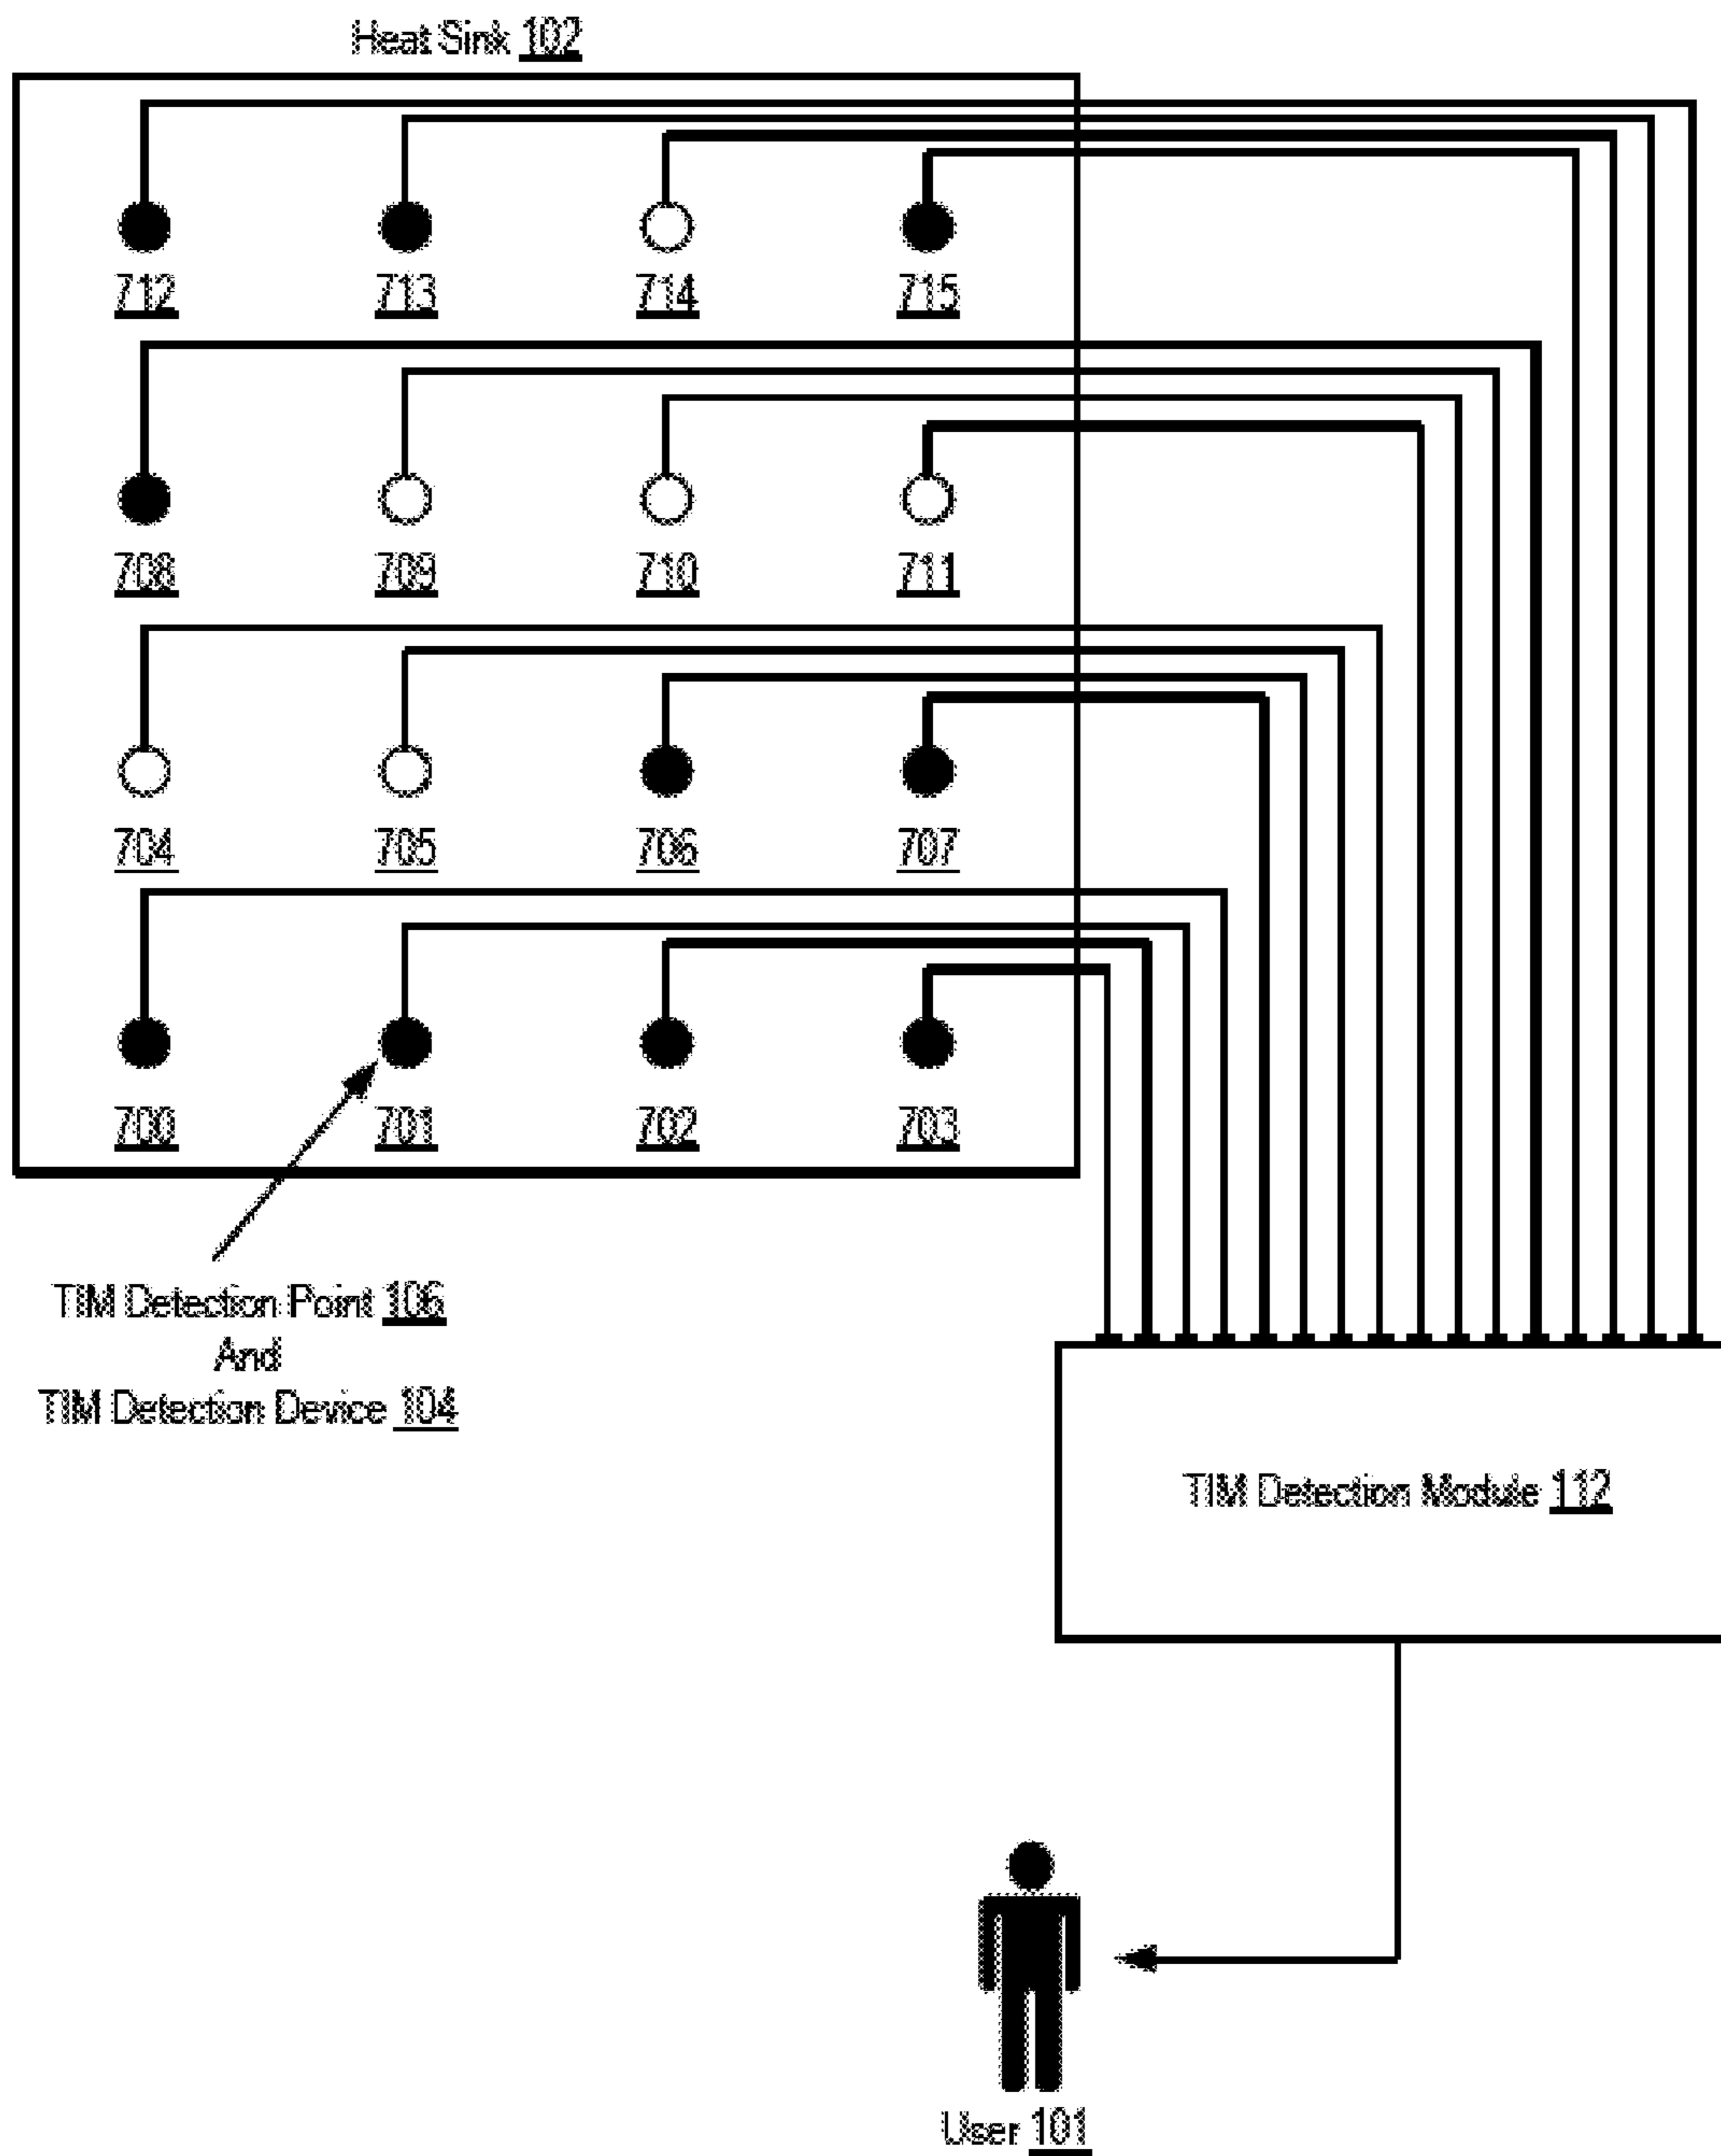 Heat Sink 102
712 713 714 715
708 709 710 711
704 705 706 707
700 701 702 703
TIM Detection Point 106
And
TIM Detection Device 104
TIM Detection Module 112
User 101